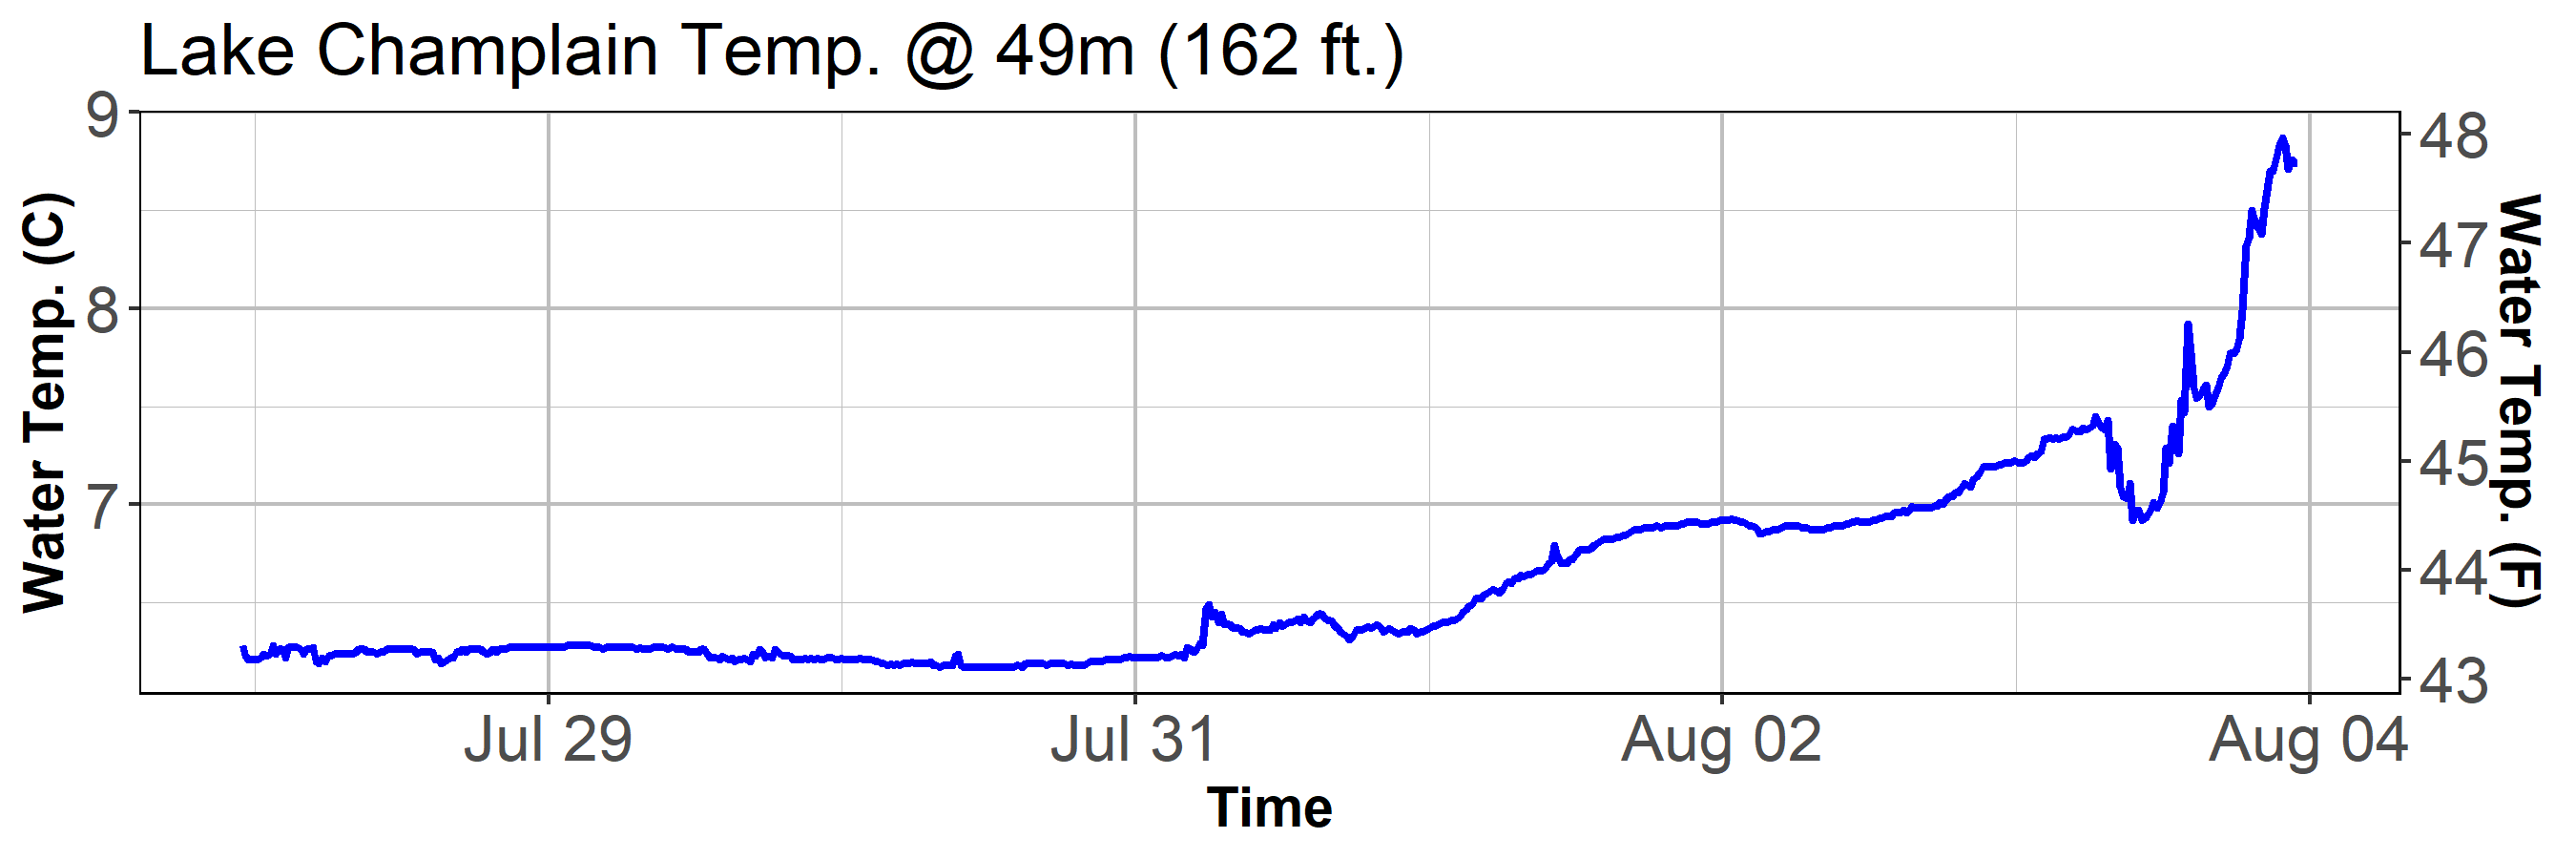 Lake Champlain Temp. @ 49m (162 ft.)
Water Temp. (C)
9
8
7
48
47
46
45
44
43
Water Temp. (F)
Jul 29 Jul 31 Aug 02 Aug 04
Time